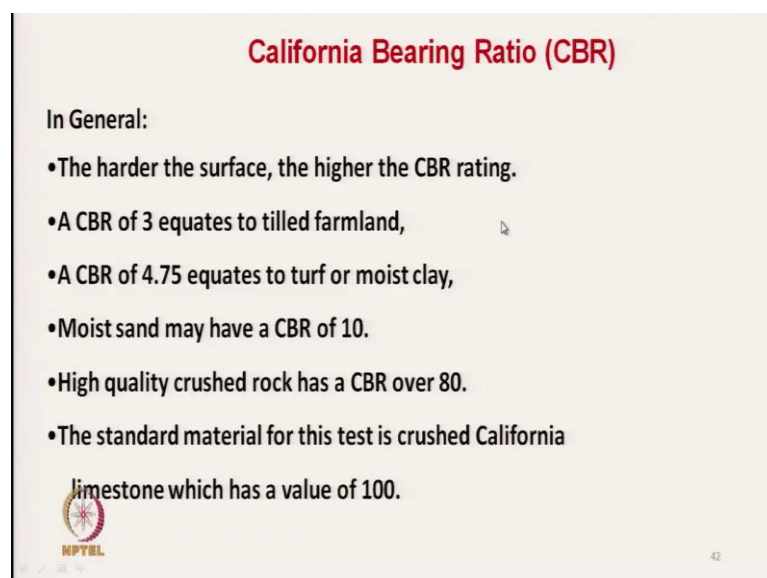 California Bearing Ratio (CBR)
In General:
•The harder the surface, the higher the CBR rating.
•A CBR of 3 equates to tilled farmland,
•A CBR of 4.75 equates to turf or moist clay,
•Moist sand may have a CBR of 10.
•High quality crushed rock has a CBR over 80.
•The standard material for this test is crushed California
limestone which has a value of 100.
NPTEL
42